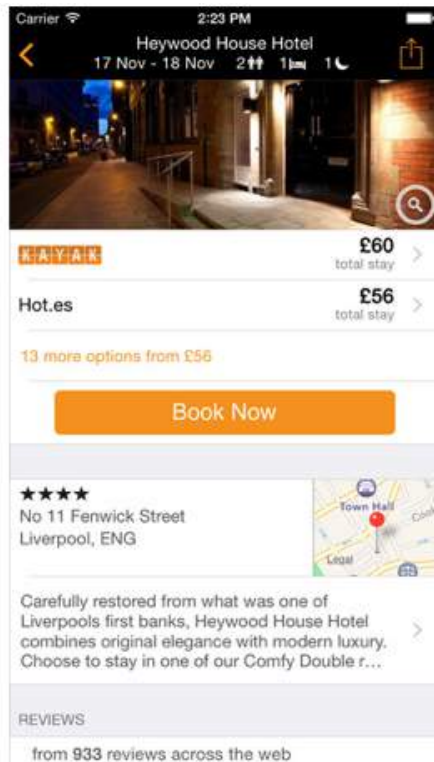 Carrier 2:23 PM
Heywood House Hotel
17 Nov - 18 Nov 2 1 1
KAYAK £60
total stay
Hot.es £56
total stay
13 more options from £56
Book Now
★★★★
No 11 Fenwick Street
Liverpool, ENG
Town Hall
Cook
Legal
Carefully restored from what was one of
Liverpools first banks, Heywood House Hotel
combines original elegance with modern luxury.
Choose to stay in one of our Comfy Double r...
REVIEWS
from 933 reviews across the web